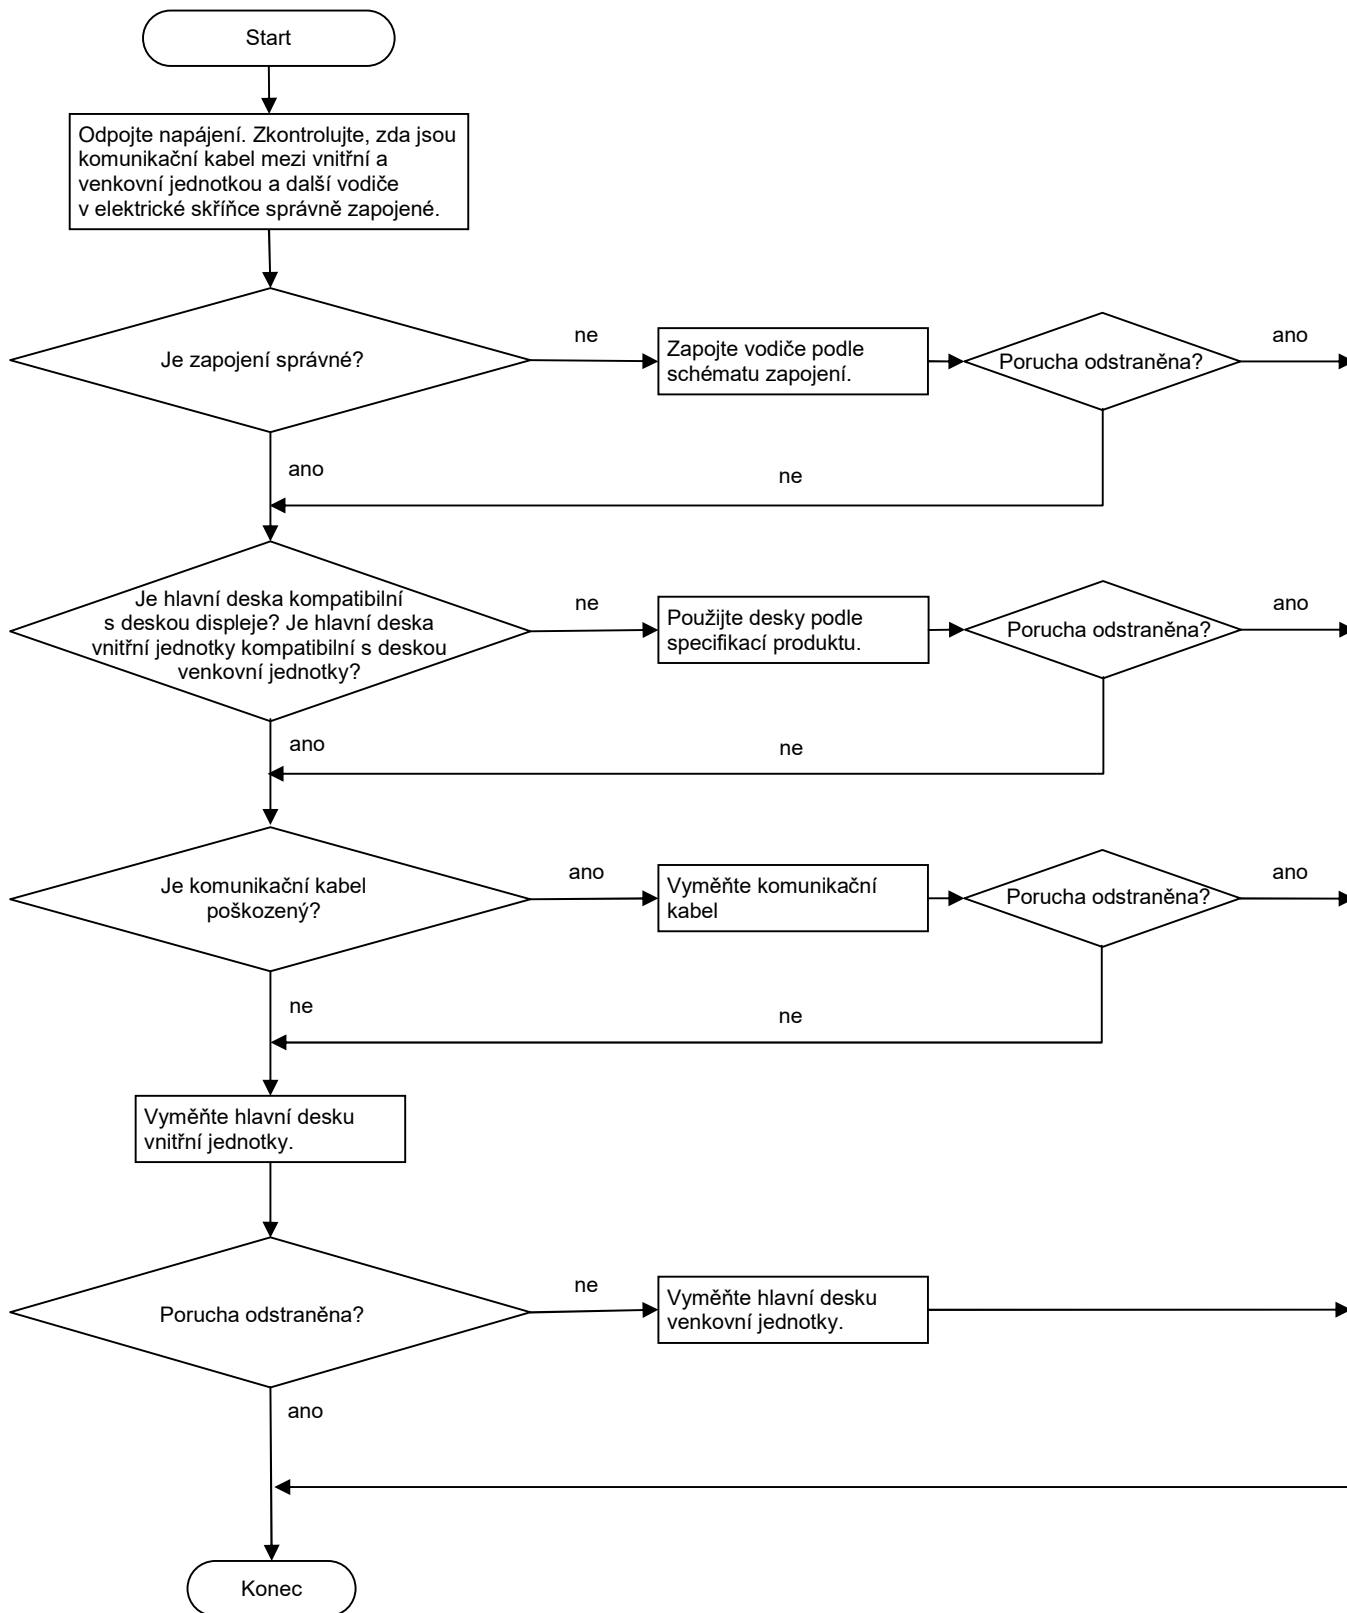 Start
Odpojte napájení. Zkontrolujte, zda jsou
komunikační kabel mezi vnitřní a
venkovní jednotkou a další vodiče
v elektrické skříňce správně zapojené.
Je zapojení správné?
ne
Zapojte vodiče podle
schématu zapojení.
Porucha odstraněna?
ano
ano
ne
Je hlavní deska kompatibilní
s deskou displeje? Je hlavní deska
vnitřní jednotky kompatibilní s deskou
venkovní jednotky?
ne
Použijte desky podle
specifikací produktu.
Porucha odstraněna?
ano
ano
ne
Je komunikační kabel
poškozený?
ano
Vyměňte komunikační
kabel
Porucha odstraněna?
ano
ne
ne
Vyměňte hlavní desku
vnitřní jednotky.
Porucha odstraněna?
ne
Vyměňte hlavní desku
venkovní jednotky.
ano
Konec